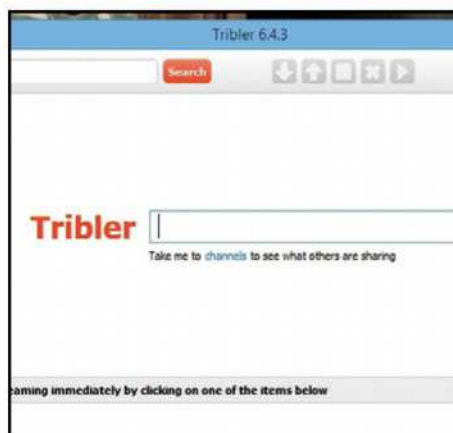 Tribler 6.4.3
Search
Tribler
Take me to channels to see what others are sharing
eaming immediately by clicking on one of the items below